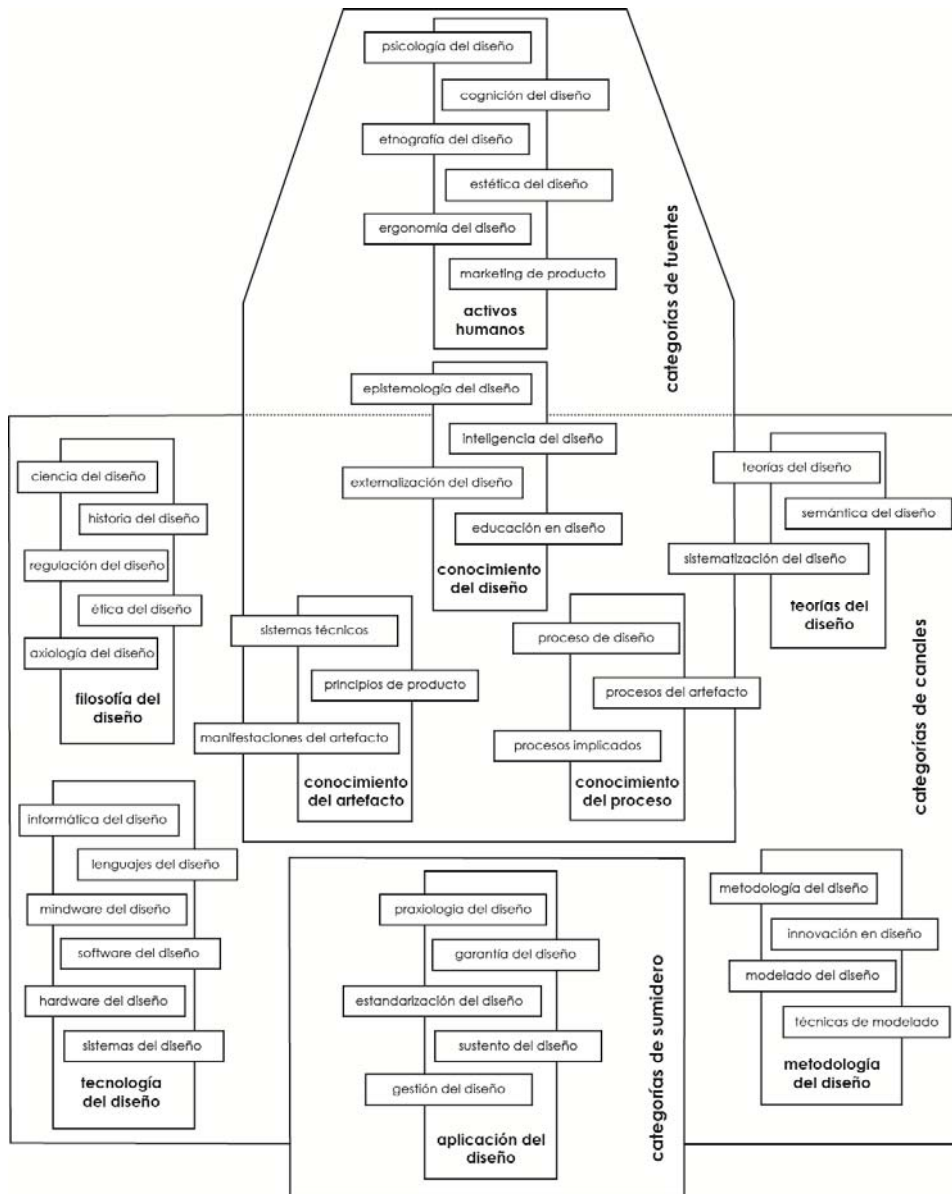 psicología del diseño
cognición del diseño
etnografía del diseño
estética del diseño
ergonomía del diseño
marketing de producto
activos
humanos
categorías de fuentes
epistemología del diseño
inteligencia del diseño
externalización del diseño
educación en diseño
conocimiento
del diseño
ciencia del diseño
historia del diseño
regulación del diseño
ética del diseño
axiología del diseño
filosofía del
diseño
teorías del diseño
semántica del diseño
sistematización del diseño
teorías del
diseño
sistemas técnicos
principios de producto
manifestaciones del artefacto
conocimiento
del artefacto
proceso de diseño
procesos del artefacto
procesos implicados
conocimiento
del proceso
categorías de canales
informática del diseño
lenguajes del diseño
mindware del diseño
software del diseño
hardware del diseño
sistemas del diseño
tecnología
del diseño
praxiologia del diseño
garantía del diseño
estandarización del diseño
sustento del diseño
gestión del diseño
aplicación del
diseño
categorías de sumidero
metodología del diseño
innovación en diseño
modelado del diseño
técnicas de modelado
metodología
del diseño